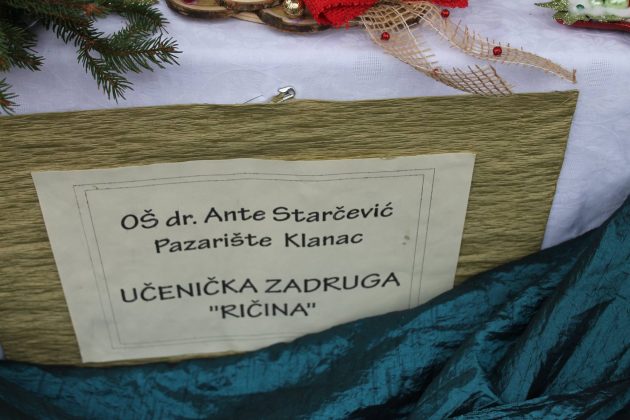 OŠ dr. Ante Starčević
Pazarište Klanac
UČENIČKA ZADRUGA
"RIČINA"